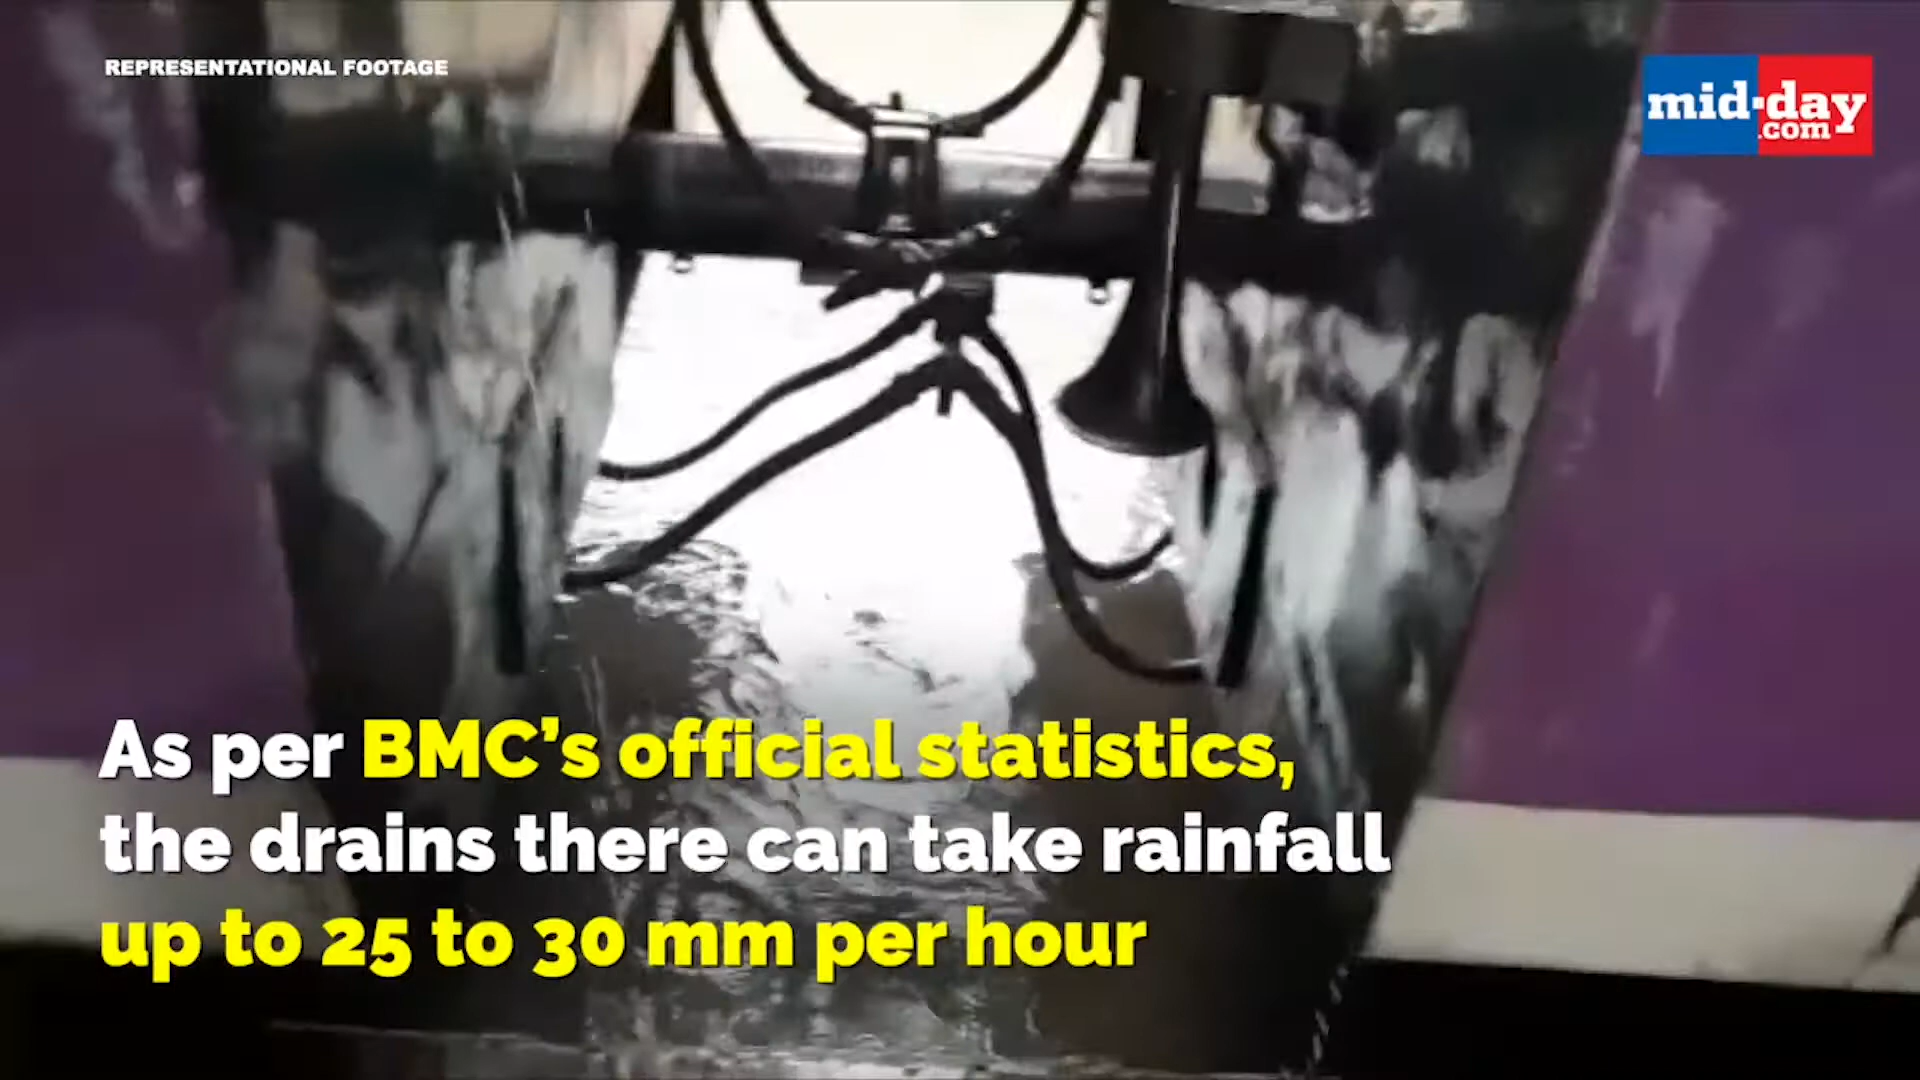 REPRESENTATIONAL FOOTAGE
mid-day
.com
As per BMC’s official statistics,
the drains there can take rainfall
up to 25 to 30 mm per hour